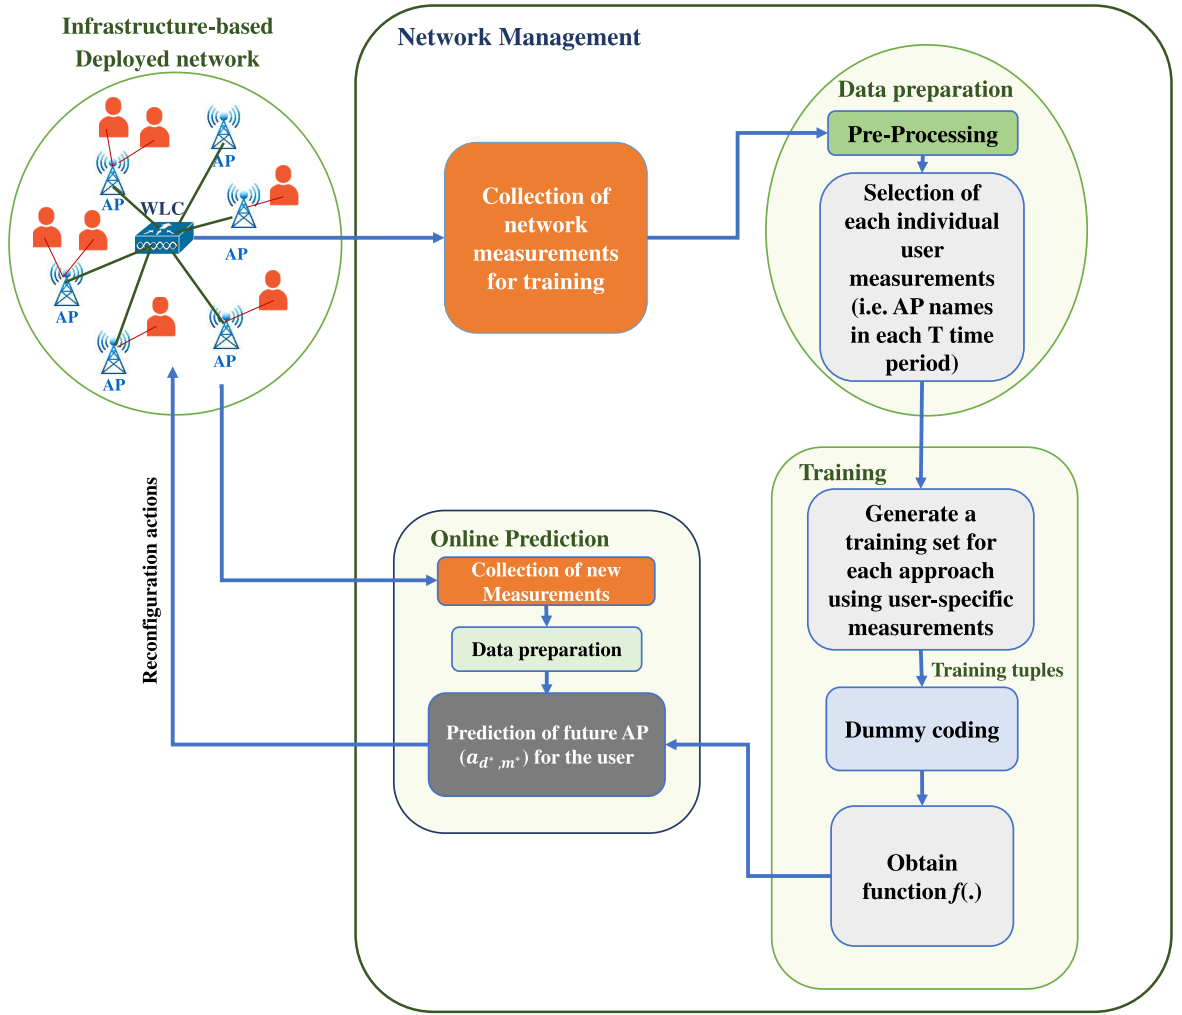 Infrastructure-based
Deployed network
AP
AP
WLC
AP
AP
AP
AP
Network Management
Collection of
network
measurements
for training
Data preparation
Pre-Processing
Selection of
each individual
user
measurements
(i.e. AP names
in each T time
period)
Training
Generate a
training set for
each approach
using user-specific
measurements
Training tuples
Dummy coding
Obtain
function f(.)
Online Prediction
Collection of new
Measurements
Data preparation
Prediction of future AP
(a_{d*,m*}) for the user
Reconfiguration actions